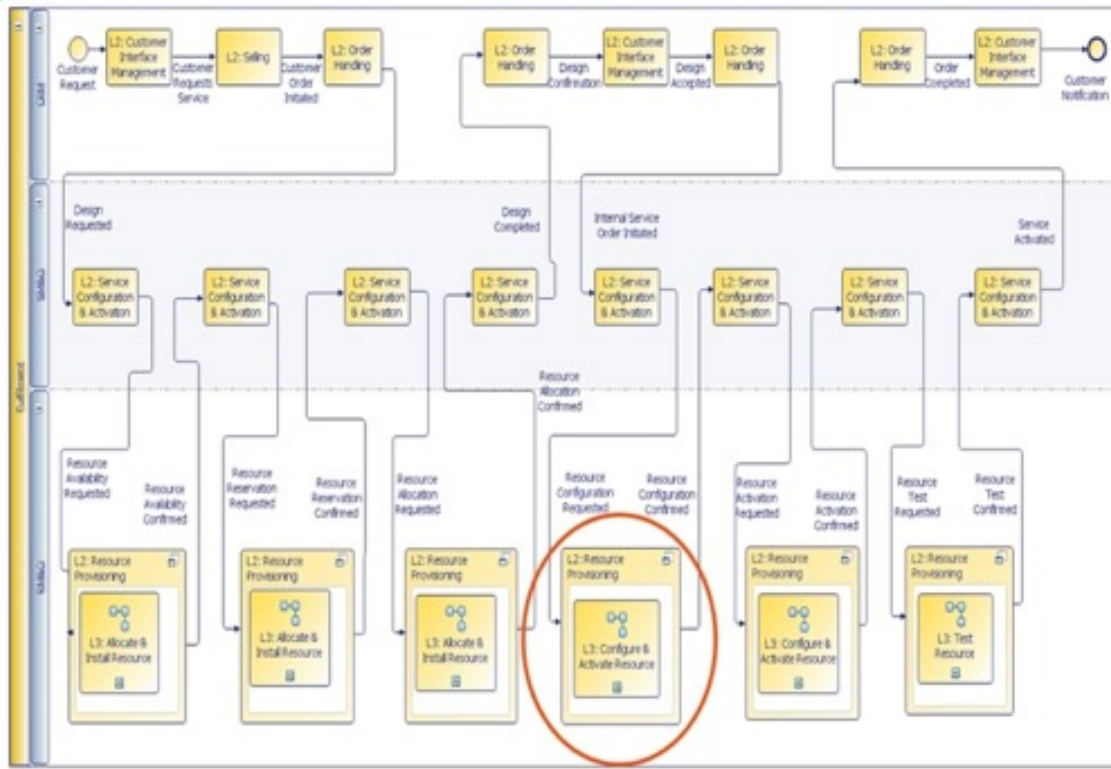 L2: Customer
Interface
Management
L2: Selling
L2: Order
Handling
L2: Order
Handling
L2: Customer
Interface
Management
L2: Order
Handling
L2: Order
Handling
L2: Customer
Interface
Management
Customer
Request
Customer
Requests
Service
Customer
Order
Initiated
Design
Confirmation
Design
Accepted
Order
Completed
Customer
Notification
Design
Requested
Design
Completed
Internal Service
Order Initiated
Service
Activated
L2: Service
Configuration
& Activation
L2: Service
Configuration
& Activation
L2: Service
Configuration
& Activation
L2: Service
Configuration
& Activation
L2: Service
Configuration
& Activation
L2: Service
Configuration
& Activation
L2: Service
Configuration
& Activation
L2: Service
Configuration
& Activation
Fulfillment
Resource
Allocation
Confirmed
Resource
Availability
Requested
Resource
Availability
Confirmed
Resource
Reservation
Requested
Resource
Reservation
Confirmed
Resource
Allocation
Requested
Resource
Configuration
Requested
Resource
Configuration
Confirmed
Resource
Activation
Requested
Resource
Activation
Confirmed
Resource
Test
Requested
Resource
Test
Confirmed
L2: Resource
Provisioning
L3: Allocate &
Install Resource
L2: Resource
Provisioning
L3: Allocate &
Install Resource
L2: Resource
Provisioning
L3: Allocate &
Install Resource
L2: Resource
Provisioning
L3: Configure &
Activate Resource
L2: Resource
Provisioning
L3: Configure &
Activate Resource
L2: Resource
Provisioning
L3: Test
Resource